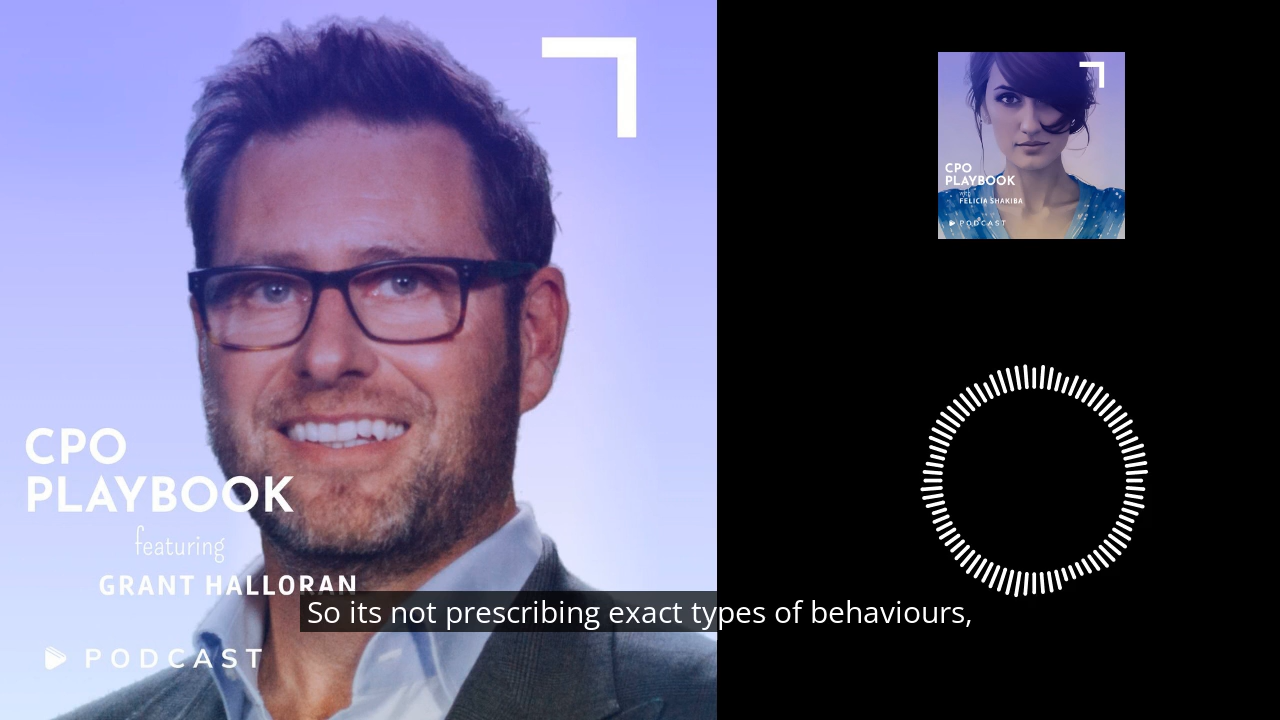 CPO
PLAYBOOK
featuring
GRANT HALLORAN
PODCAST
CPO
PLAYBOOK
with
FELICIA SHAKIBA
PODCAST
So its not prescribing exact types of behaviours,